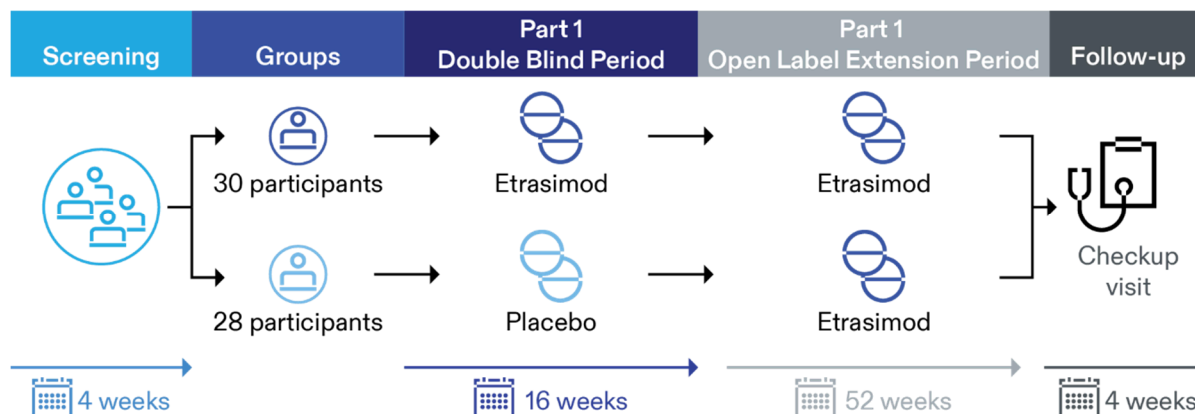 Screening
Groups
Part 1
Double Blind Period
Part 1
Open Label Extension Period
Follow-up
30 participants
Etrasimod
Etrasimod
28 participants
Placebo
Etrasimod
Checkup
visit
4 weeks
16 weeks
52 weeks
4 weeks